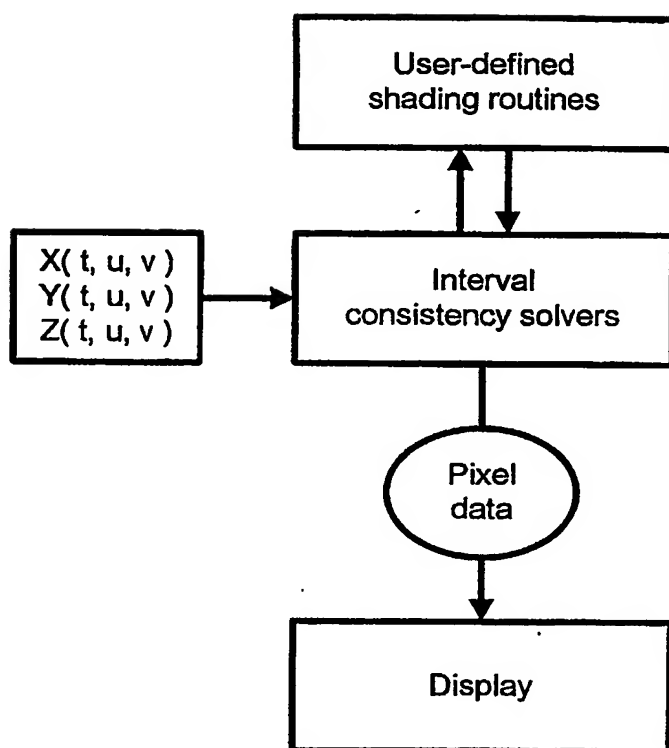 User-defined
shading routines
X( t, u, v )
Y( t, u, v )
Z( t, u, v )
Interval
consistency solvers
Pixel
data
Display